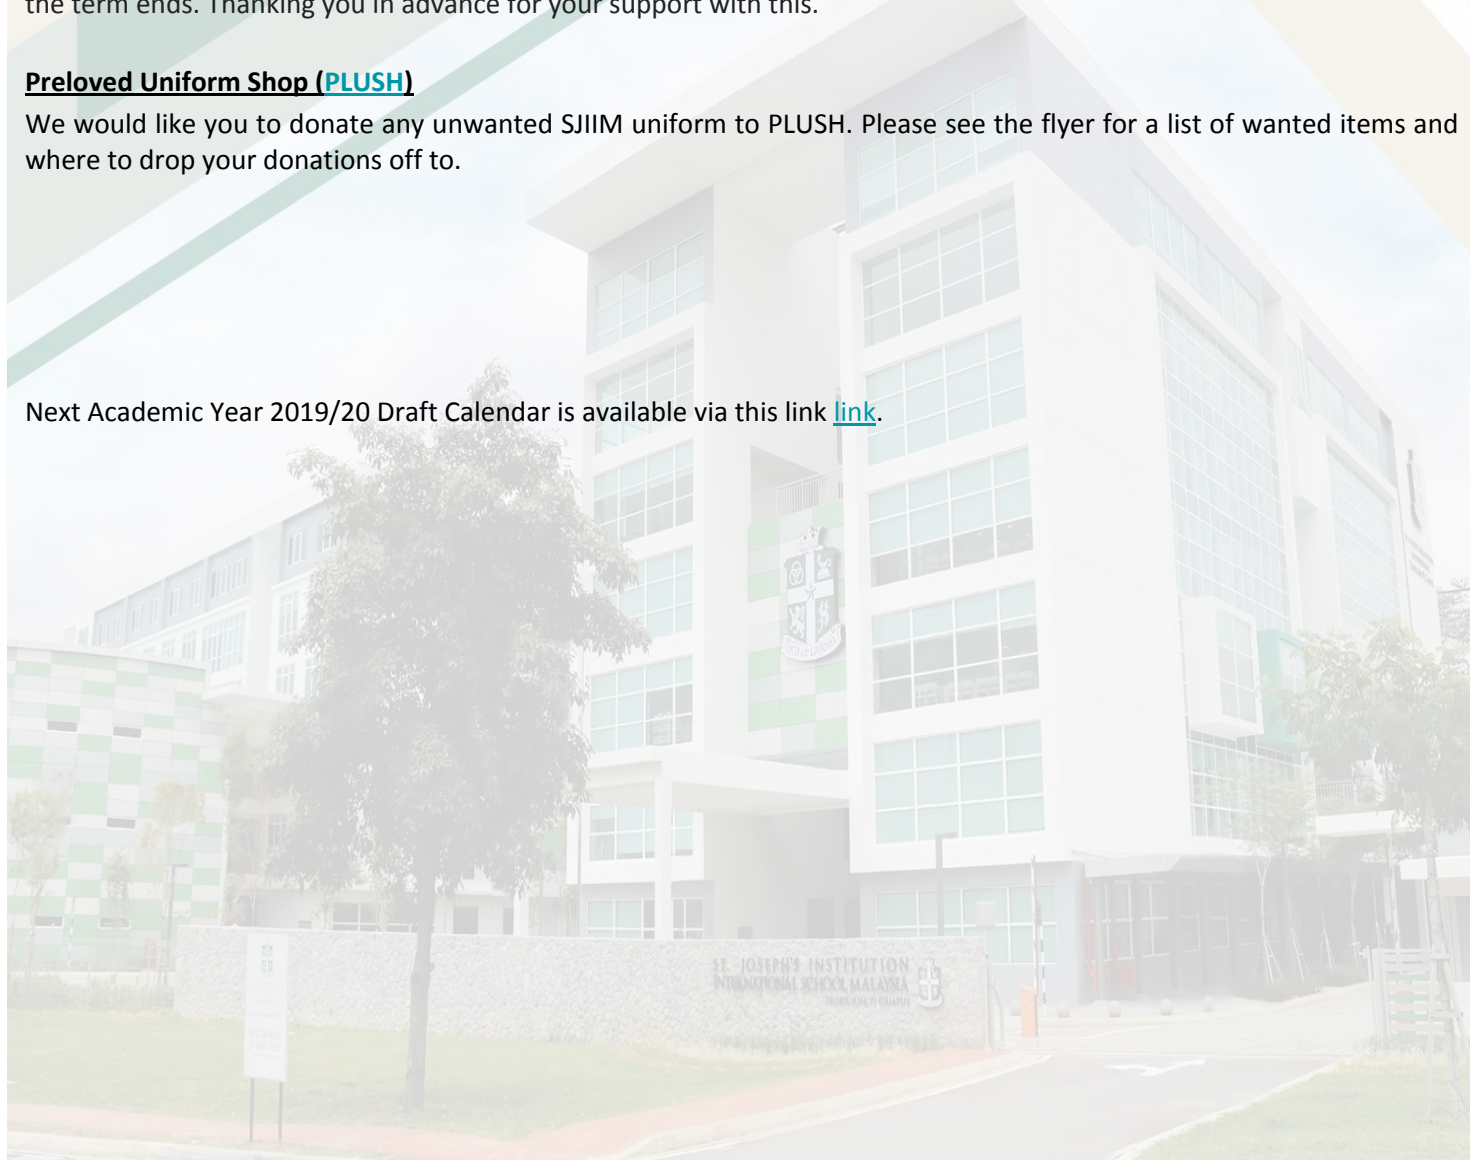 the term ends. Thanking you in advance for your support with this.
Preloved Uniform Shop (PLUSH)
We would like you to donate any unwanted SJIIM uniform to PLUSH. Please see the flyer for a list of wanted items and
where to drop your donations off to.
Next Academic Year 2019/20 Draft Calendar is available via this link link.
ST. JOSEPH'S INSTITUTION
INTERNATIONAL SCHOOL MALAYSIA
TROPICANA PJ CAMPUS